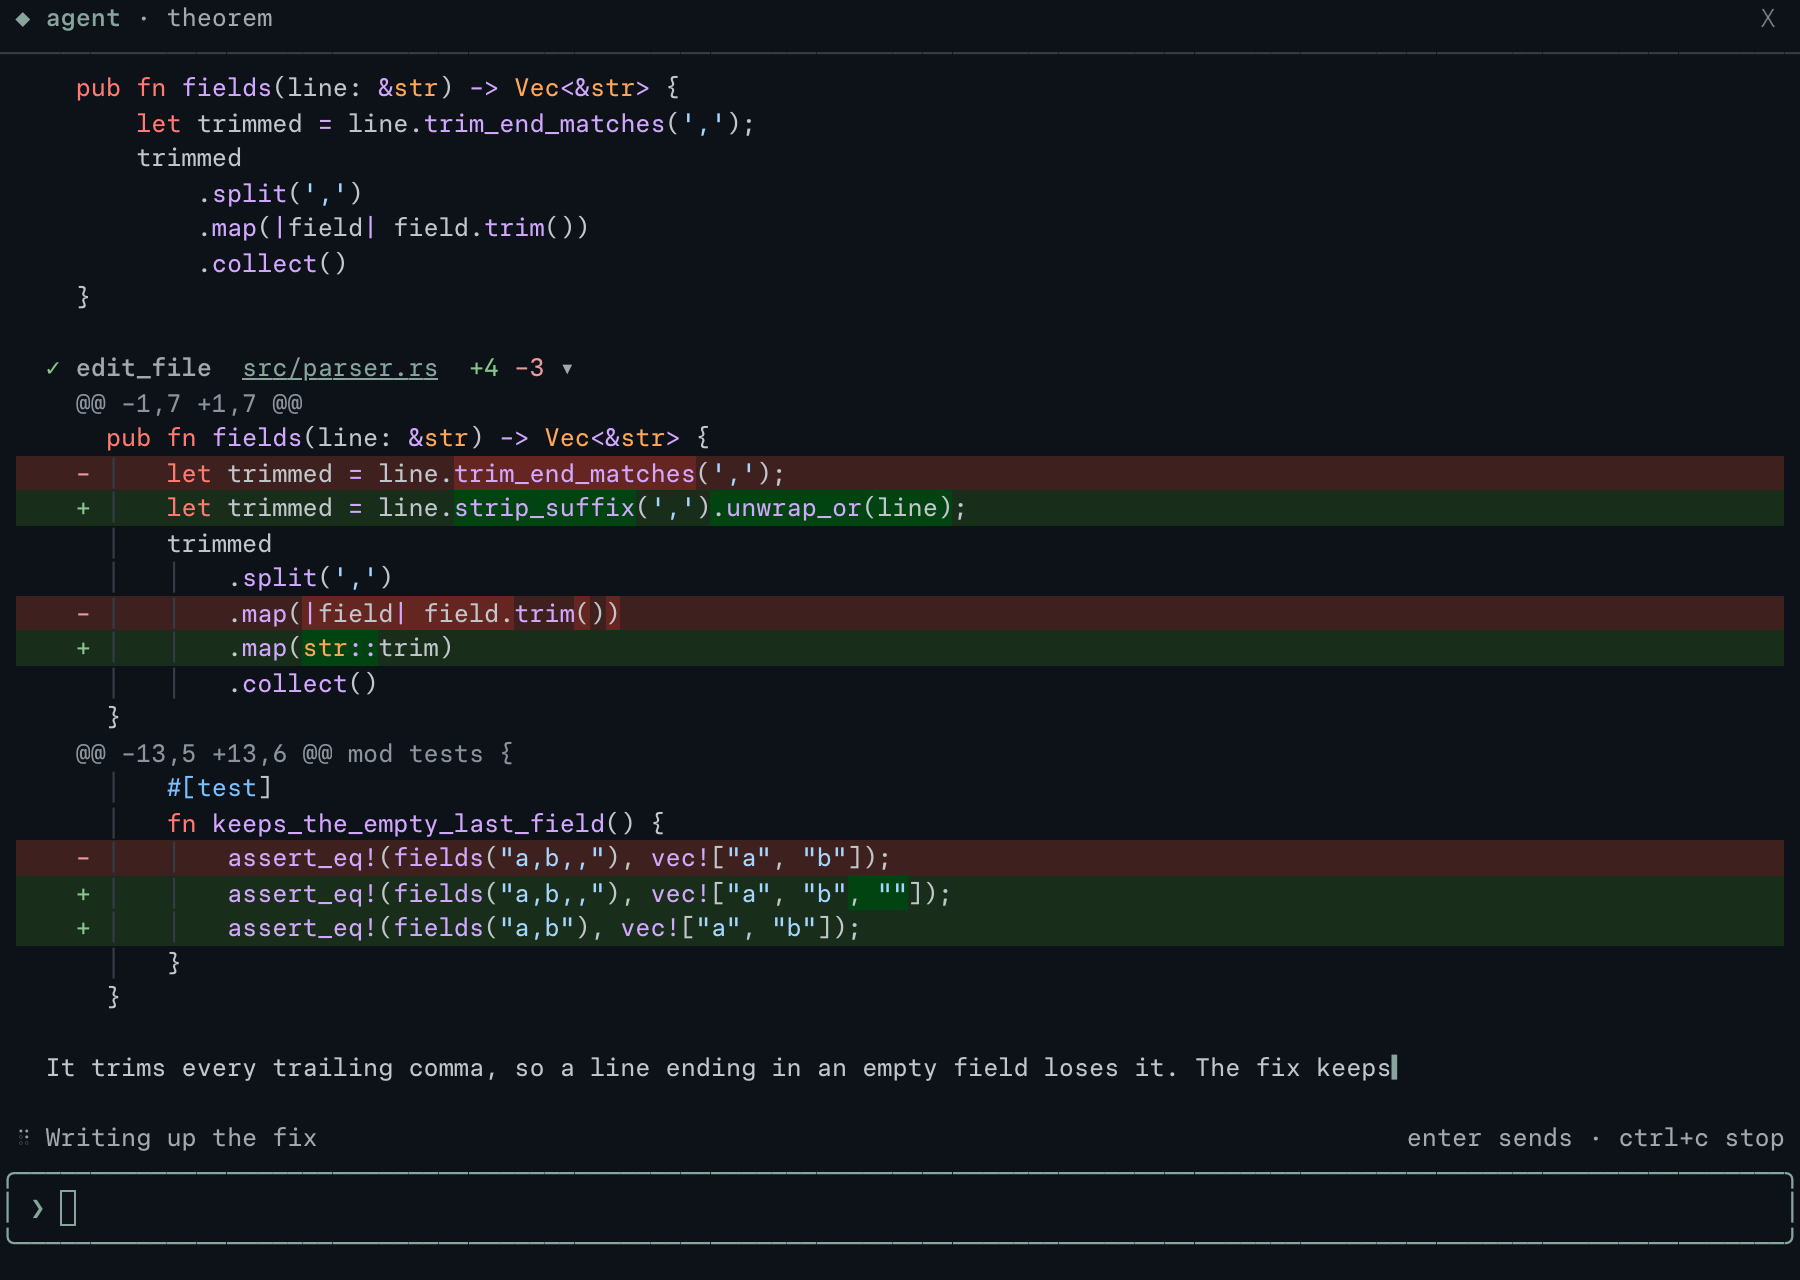 ◆ agent · theorem X
pub fn fields(line: &str) -> Vec<&str> {
    let trimmed = line.trim_end_matches(',');
    trimmed
        .split(',')
        .map(|field| field.trim())
        .collect()
}
✓ edit_file  src/parser.rs  +4 -3 ▾
@@ -1,7 +1,7 @@
  pub fn fields(line: &str) -> Vec<&str> {
-     let trimmed = line.trim_end_matches(',');
+     let trimmed = line.strip_suffix(',').unwrap_or(line);
      trimmed
          .split(',')
-         .map(|field| field.trim())
+         .map(str::trim)
          .collect()
  }
@@ -13,5 +13,6 @@ mod tests {
      #[test]
      fn keeps_the_empty_last_field() {
-         assert_eq!(fields("a,b,,"), vec!["a", "b"]);
+         assert_eq!(fields("a,b,,"), vec!["a", "b", ""]);
+         assert_eq!(fields("a,b"), vec!["a", "b"]);
      }
  }
It trims every trailing comma, so a line ending in an empty field loses it. The fix keeps
Writing up the fix enter sends · ctrl+c stop
❯